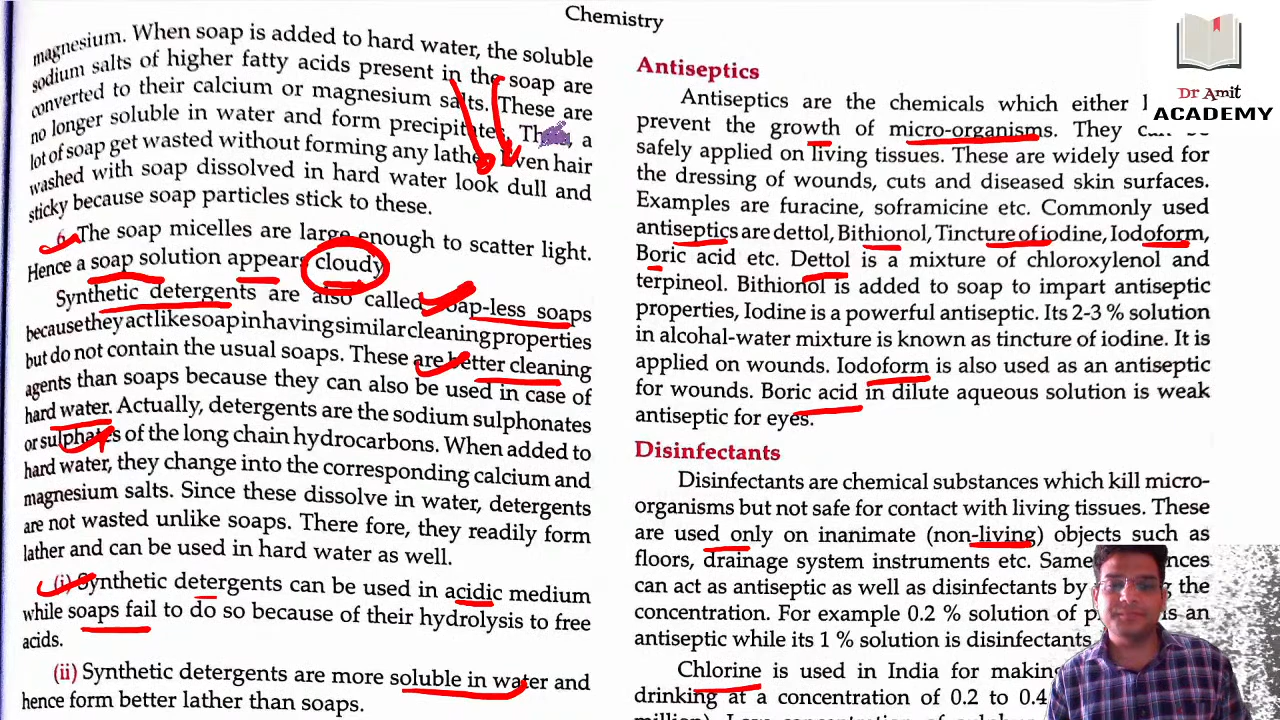 Chemistry
magnesium. When soap is added to hard water, the soluble
sodium salts of higher fatty acids present in the soap are
converted to their calcium or magnesium salts. These are
no longer soluble in water and form precipitates. a
lot of soap get wasted without forming any lather. Even hair
washed with soap dissolved in hard water look dull and
sticky because soap particles stick to these.
6. The soap micelles are large enough to scatter light.
Hence a soap solution appears cloudy
Synthetic detergents are also called soap-less soaps
because they act like soap in having similar cleaning properties
but do not contain the usual soaps. These are better cleaning
agents than soaps because they can also be used in case of
hard water. Actually, detergents are the sodium sulphonates
or sulphates of the long chain hydrocarbons. When added to
hard water, they change into the corresponding calcium and
magnesium salts. Since these dissolve in water, detergents
are not wasted unlike soaps. There fore, they readily form
lather and can be used in hard water as well.
(i) Synthetic detergents can be used in acidic medium
while soaps fail to do so because of their hydrolysis to free
acids.
(ii) Synthetic detergents are more soluble in water and
hence form better lather than soaps.
Antiseptics
Antiseptics are the chemicals which either
prevent the growth of micro-organisms. They
safely applied on living tissues. These are widely used for
the dressing of wounds, cuts and diseased skin surfaces.
Examples are furacine, soframicine etc. Commonly used
antiseptics are dettol, Bithionol, Tincture of iodine, Iodoform,
Boric acid etc. Dettol is a mixture of chloroxylenol and
terpineol. Bithionol is added to soap to impart antiseptic
properties, Iodine is a powerful antiseptic. Its 2-3 % solution
in alcohal-water mixture is known as tincture of iodine. It is
applied on wounds. Iodoform is also used as an antiseptic
for wounds. Boric acid in dilute aqueous solution is weak
antiseptic for eyes.
Disinfectants
Disinfectants are chemical substances which kill micro-
organisms but not safe for contact with living tissues. These
are used only on inanimate (non-living) objects such as
floors, drainage system instruments etc. Same
can act as antiseptic as well as disinfectants by the
concentration. For example 0.2 % solution of is an
antiseptic while its 1 % solution is disinfectants
Chlorine is used in India for making
drinking at a concentration of 0.2 to 0.4
Dr Amit
ACADEMY